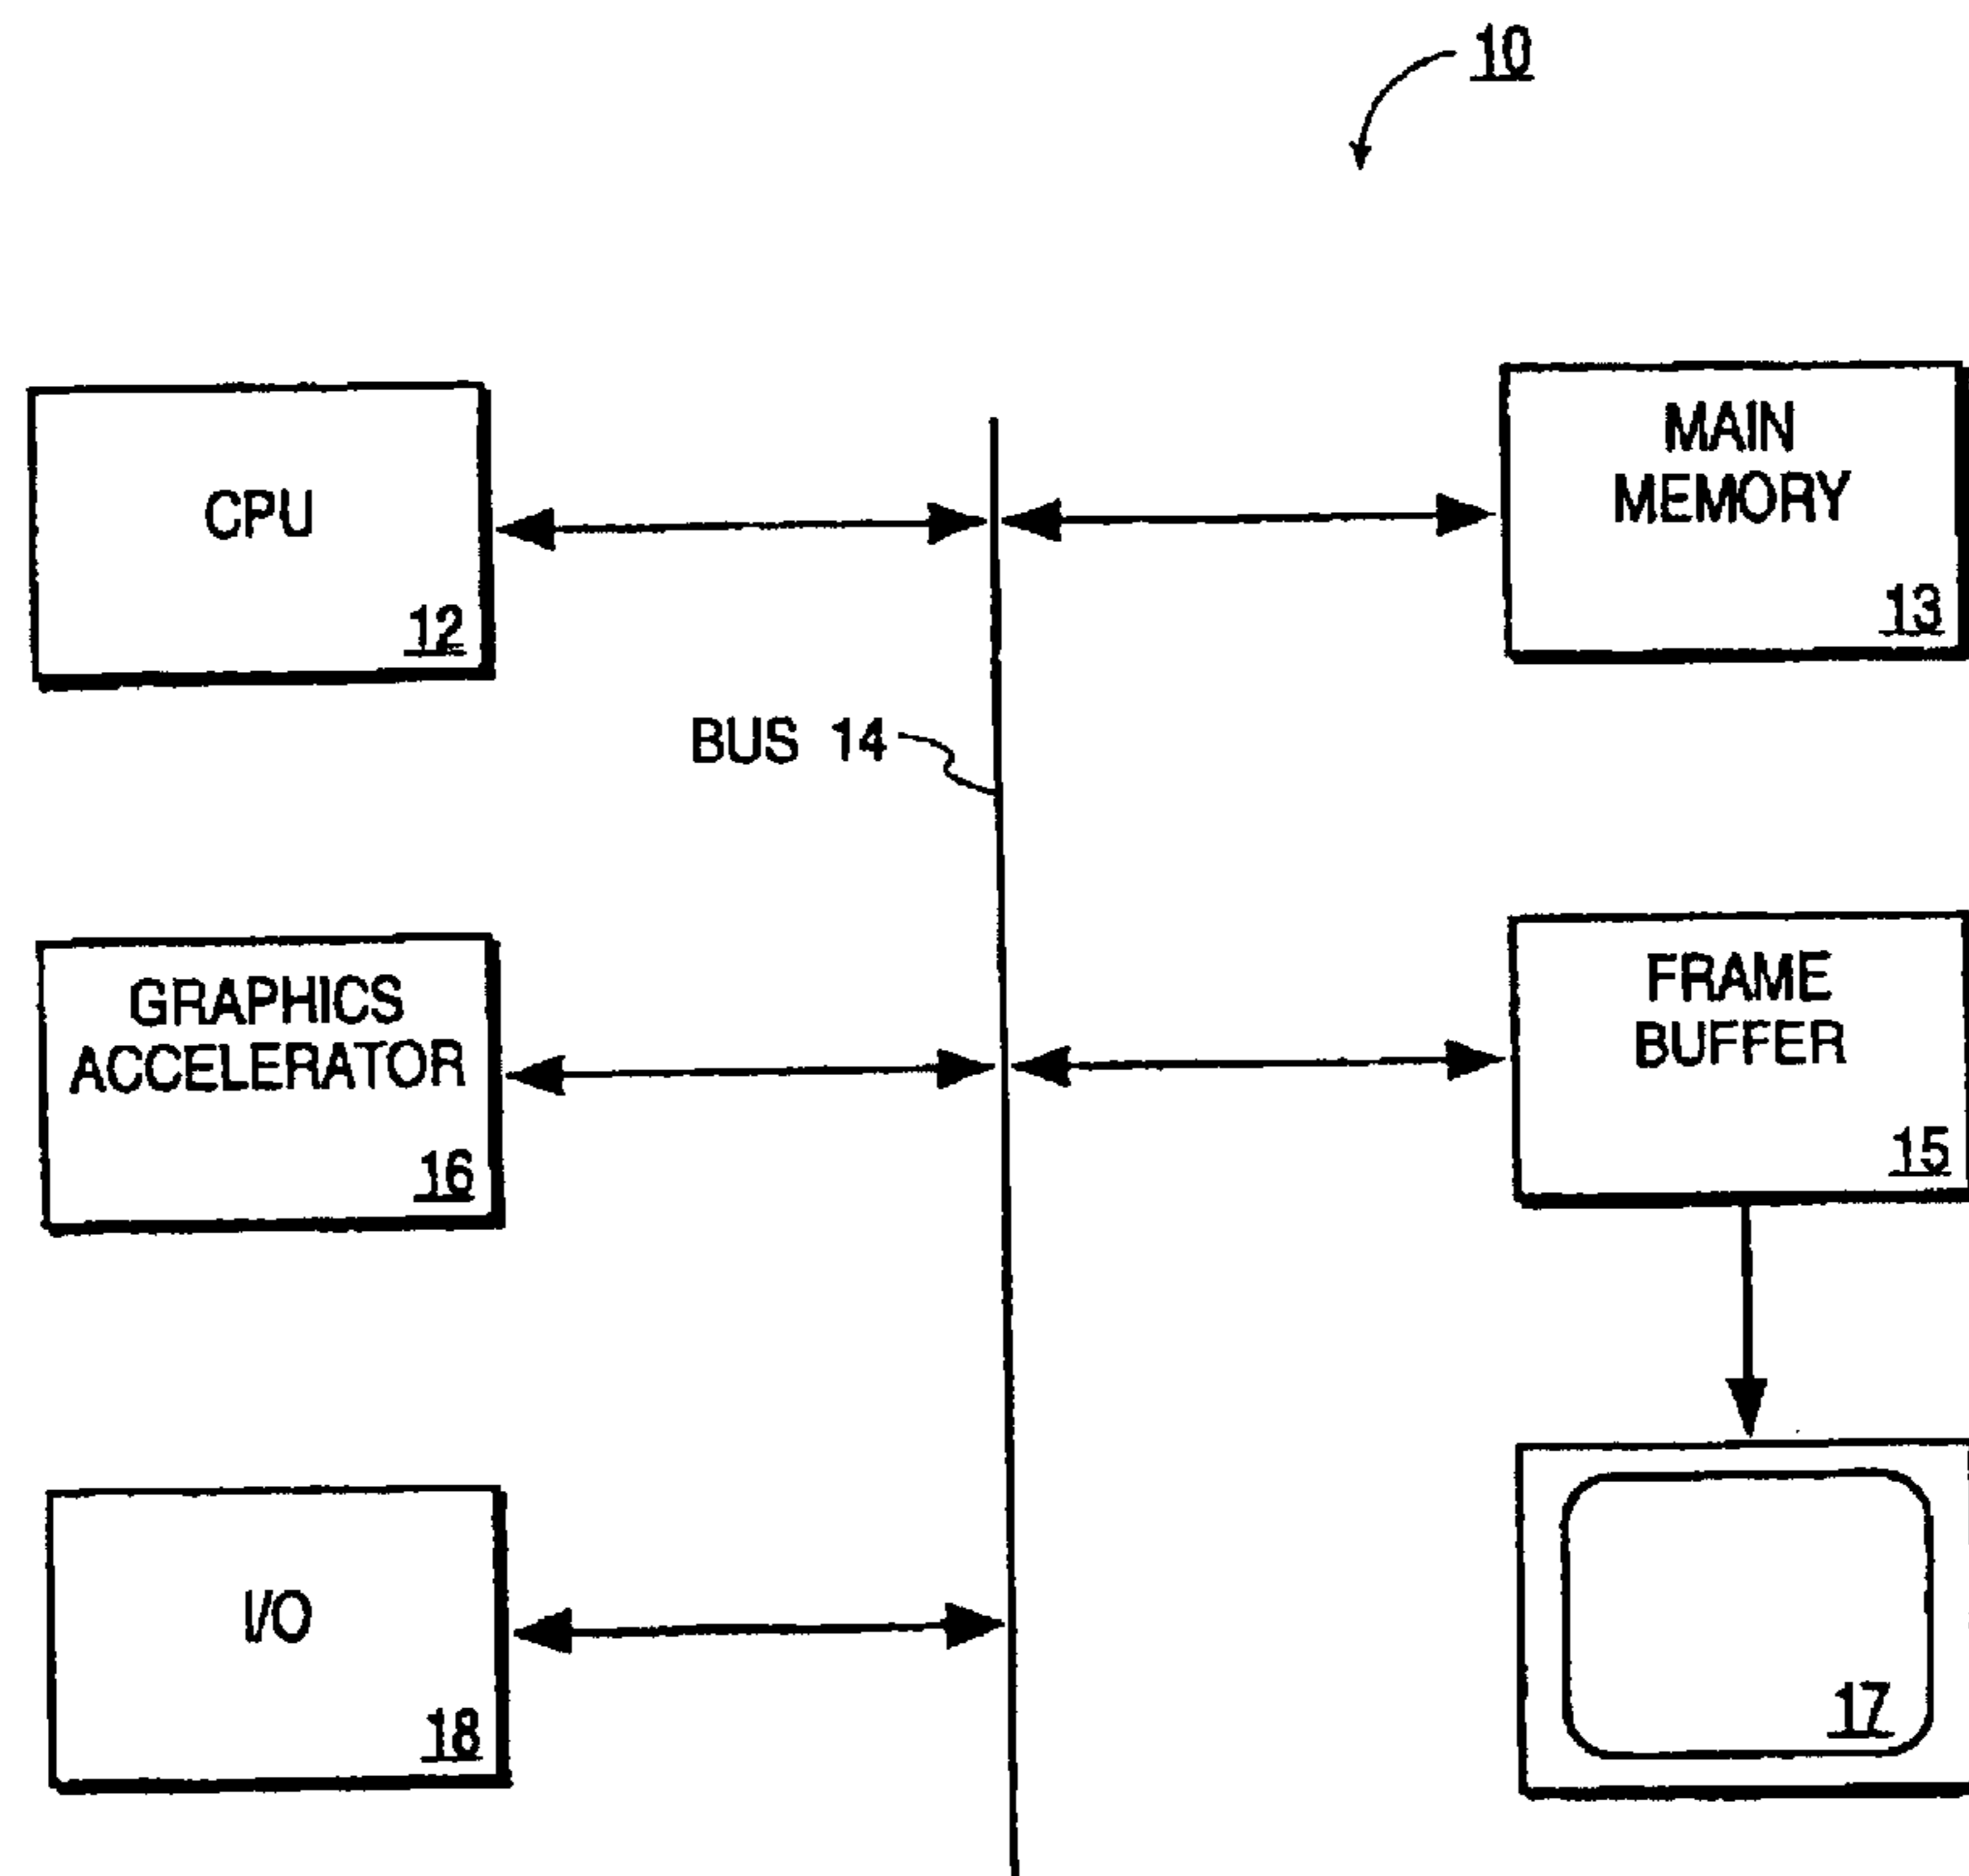 10
CPU
12
MAIN
MEMORY
13
BUS 14
GRAPHICS
ACCELERATOR
16
FRAME
BUFFER
15
I/O
18
17